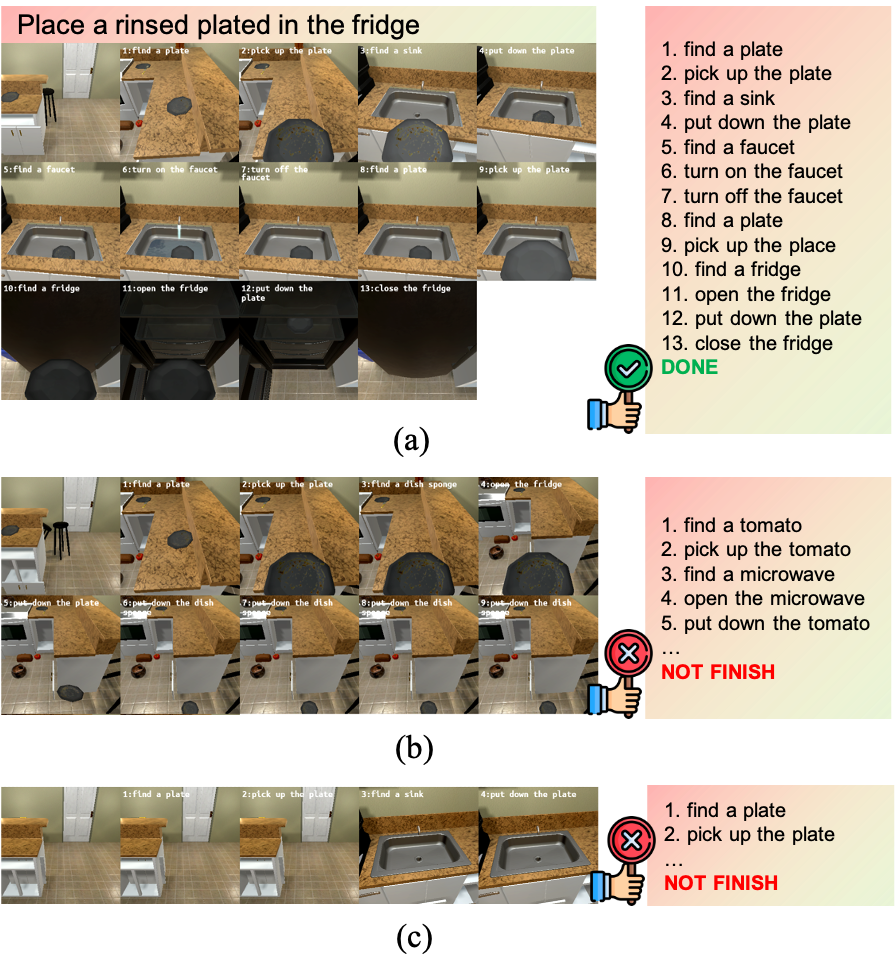 Place a rinsed plated in the fridge
1:find a plate
2:pick up the plate
3:find a sink
4:put down the plate
5:find a faucet
6:turn on the faucet
7:turn off the
faucet
8:find a plate
9:pick up the plate
10:find a fridge
11:open the fridge
12:put down the
plate
13:close the fridge
1. find a plate
2. pick up the plate
3. find a sink
4. put down the plate
5. find a faucet
6. turn on the faucet
7. turn off the faucet
8. find a plate
9. pick up the place
10. find a fridge
11. open the fridge
12. put down the plate
13. close the fridge
DONE
(a)
1:find a plate
2:pick up the plate
3:find a dish sponge
4:open the fridge
5:put down the plate
6:put down the dish
sponge
7:put down the dish
sponge
8:put down the dish
sponge
9:put down the dish
sponge
1. find a tomato
2. pick up the tomato
3. find a microwave
4. open the microwave
5. put down the tomato
...
NOT FINISH
(b)
1:find a plate
2:pick up the plate
3:find a sink
4:put down the plate
1. find a plate
2. pick up the plate
...
NOT FINISH
(c)